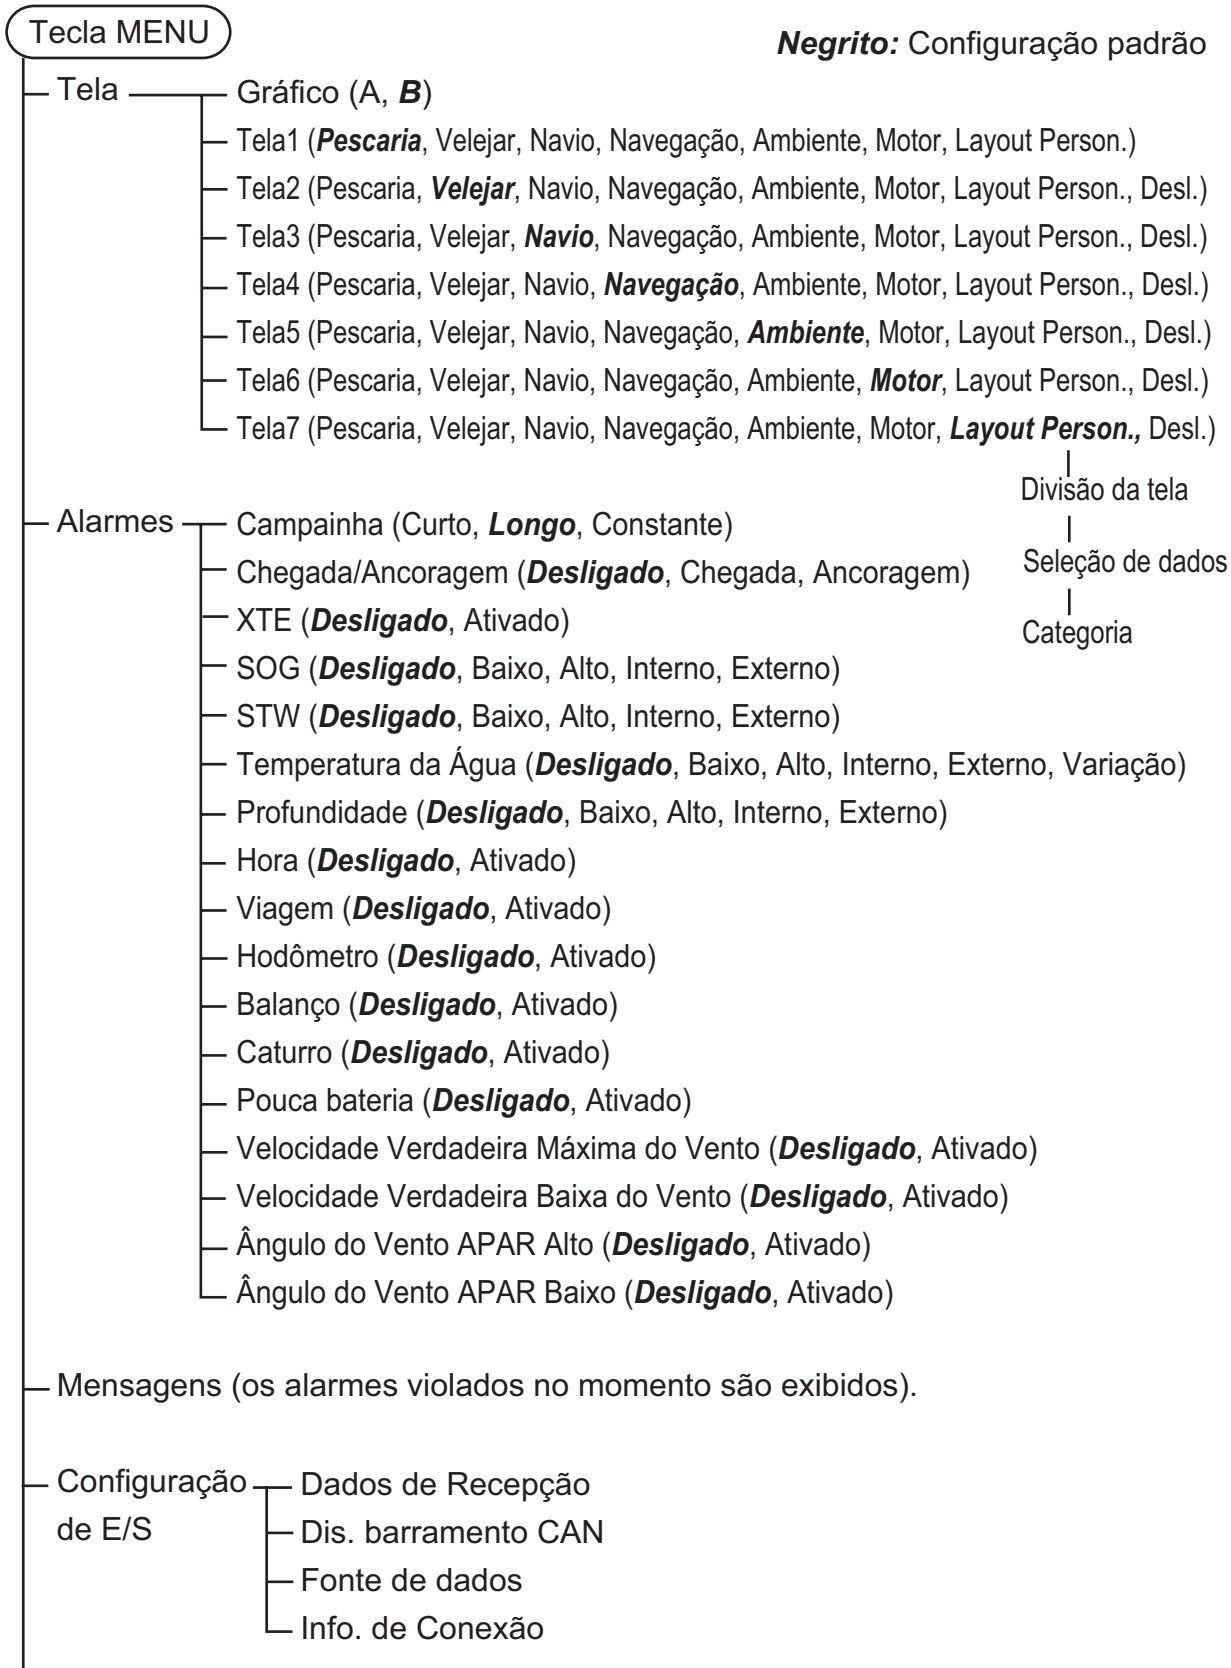 Tecla MENU
Negrito: Configuração padrão
Tela
Gráfico (A, B)
Tela1 (Pescaria, Velejar, Navio, Navegação, Ambiente, Motor, Layout Person.)
Tela2 (Pescaria, Velejar, Navio, Navegação, Ambiente, Motor, Layout Person., Desl.)
Tela3 (Pescaria, Velejar, Navio, Navegação, Ambiente, Motor, Layout Person., Desl.)
Tela4 (Pescaria, Velejar, Navio, Navegação, Ambiente, Motor, Layout Person., Desl.)
Tela5 (Pescaria, Velejar, Navio, Navegação, Ambiente, Motor, Layout Person., Desl.)
Tela6 (Pescaria, Velejar, Navio, Navegação, Ambiente, Motor, Layout Person., Desl.)
Tela7 (Pescaria, Velejar, Navio, Navegação, Ambiente, Motor, Layout Person., Desl.)
Divisão da tela
Seleção de dados
Categoria
Alarmes
Campainha (Curto, Longo, Constante)
Chegada/Ancoragem (Desligado, Chegada, Ancoragem)
XTE (Desligado, Ativado)
SOG (Desligado, Baixo, Alto, Interno, Externo)
STW (Desligado, Baixo, Alto, Interno, Externo)
Temperatura da Água (Desligado, Baixo, Alto, Interno, Externo, Variação)
Profundidade (Desligado, Baixo, Alto, Interno, Externo)
Hora (Desligado, Ativado)
Viagem (Desligado, Ativado)
Hodômetro (Desligado, Ativado)
Balanço (Desligado, Ativado)
Caturro (Desligado, Ativado)
Pouca bateria (Desligado, Ativado)
Velocidade Verdadeira Máxima do Vento (Desligado, Ativado)
Velocidade Verdadeira Baixa do Vento (Desligado, Ativado)
Ângulo do Vento APAR Alto (Desligado, Ativado)
Ângulo do Vento APAR Baixo (Desligado, Ativado)
Mensagens (os alarmes violados no momento são exibidos).
Configuração
de E/S
Dados de Recepção
Dis. barramento CAN
Fonte de dados
Info. de Conexão